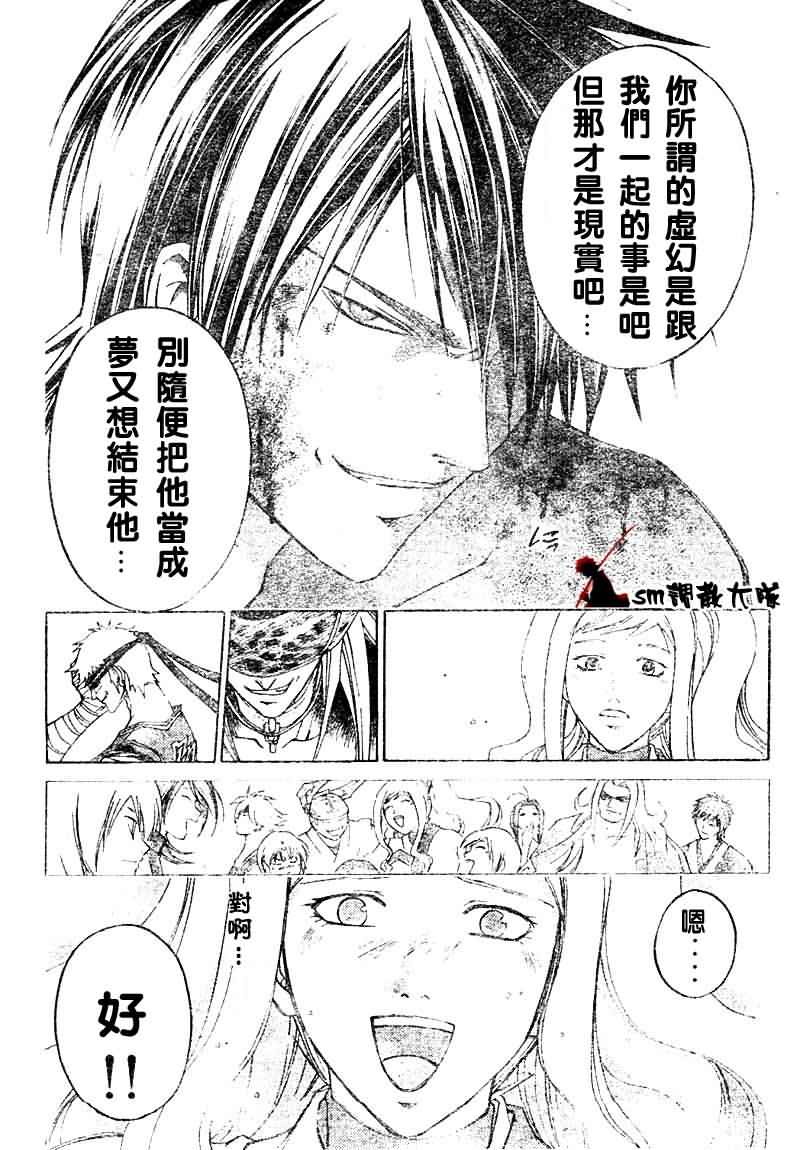 你所謂的虛幻是跟
我們一起的事是吧
但那才是現實吧…
別隨便把他當成
夢又想結束他…
sm調教大隊
嗯…
…對啊…
好!!